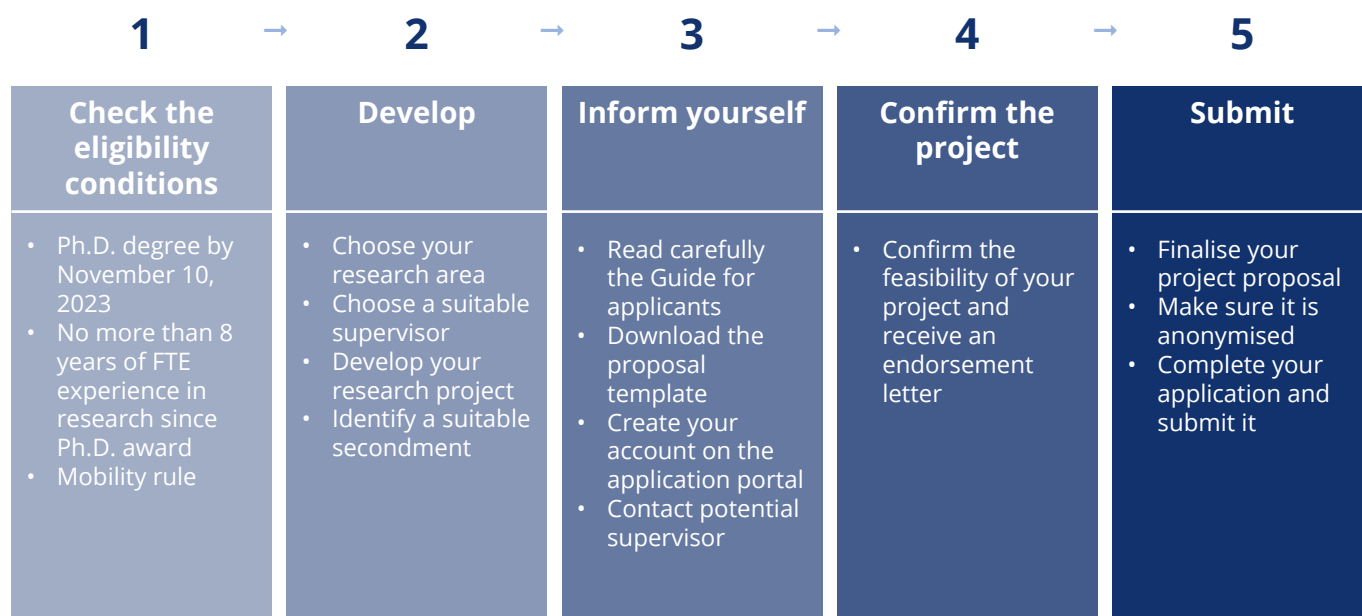 1 → 2 → 3 → 4 → 5
Check the
eligibility
conditions
• Ph.D. degree by
November 10,
2023
• No more than 8
years of FTE
experience in
research since
Ph.D. award
• Mobility rule
Develop
• Choose your
research area
• Choose a suitable
supervisor
• Develop your
research project
• Identify a suitable
secondment
Inform yourself
• Read carefully
the Guide for
applicants
• Download the
proposal
template
• Create your
account on the
application portal
• Contact potential
supervisor
Confirm the
project
• Confirm the
feasibility of your
project and
receive an
endorsement
letter
Submit
• Finalise your
project proposal
• Make sure it is
anonymised
• Complete your
application and
submit it